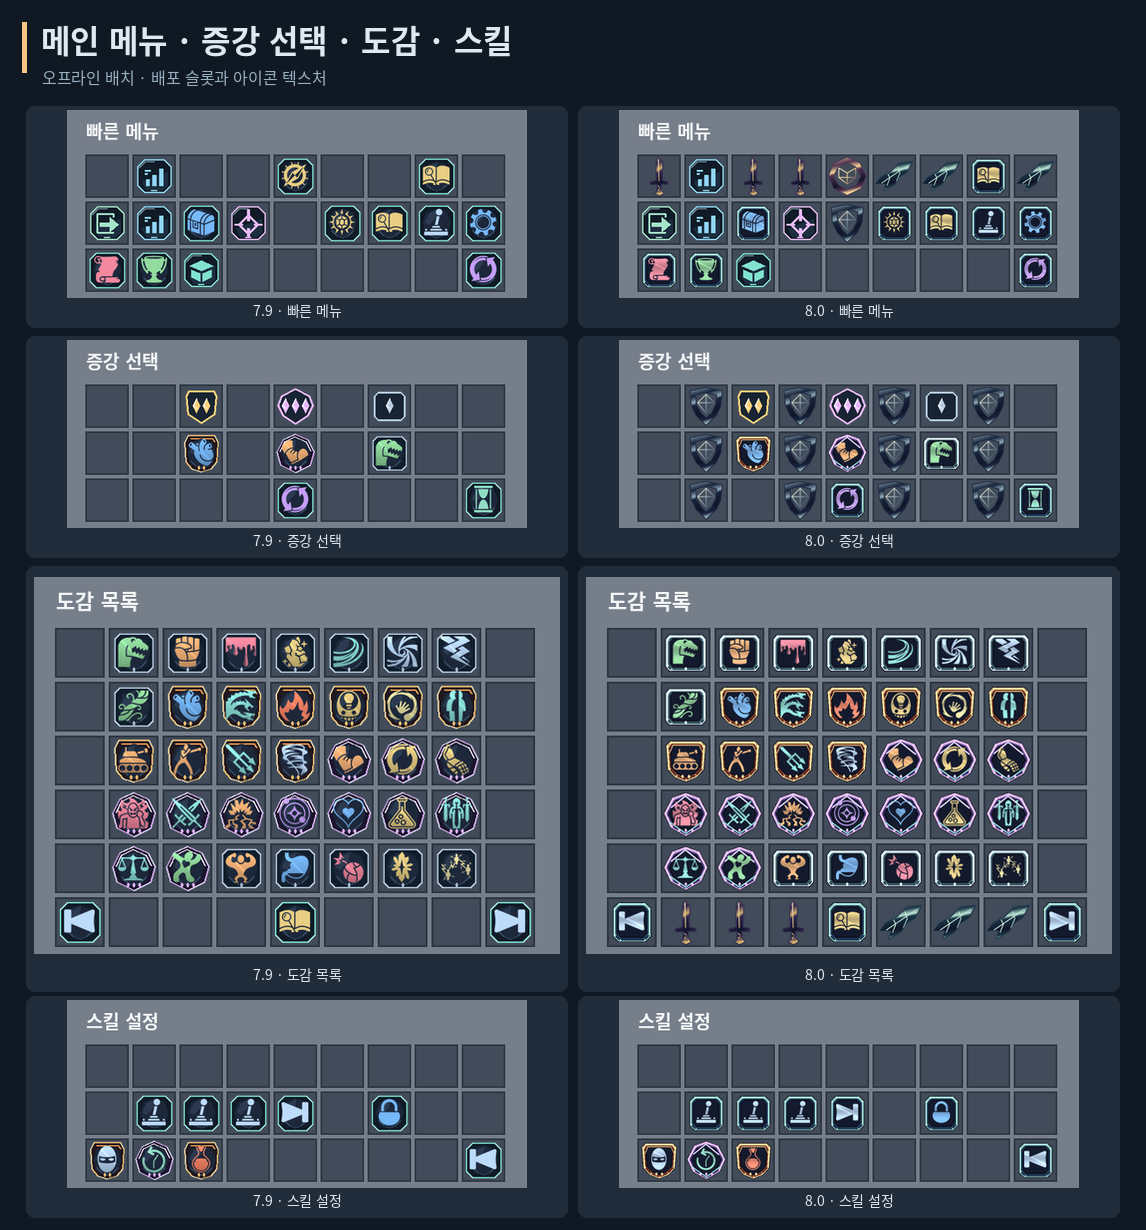 메인 메뉴 · 증강 선택 · 도감 · 스킬
오프라인 배치 · 배포 슬롯과 아이콘 텍스처
빠른 메뉴
빠른 메뉴
7.9 · 빠른 메뉴
8.0 · 빠른 메뉴
증강 선택
증강 선택
7.9 · 증강 선택
8.0 · 증강 선택
도감 목록
도감 목록
7.9 · 도감 목록
8.0 · 도감 목록
스킬 설정
스킬 설정
7.9 · 스킬 설정
8.0 · 스킬 설정